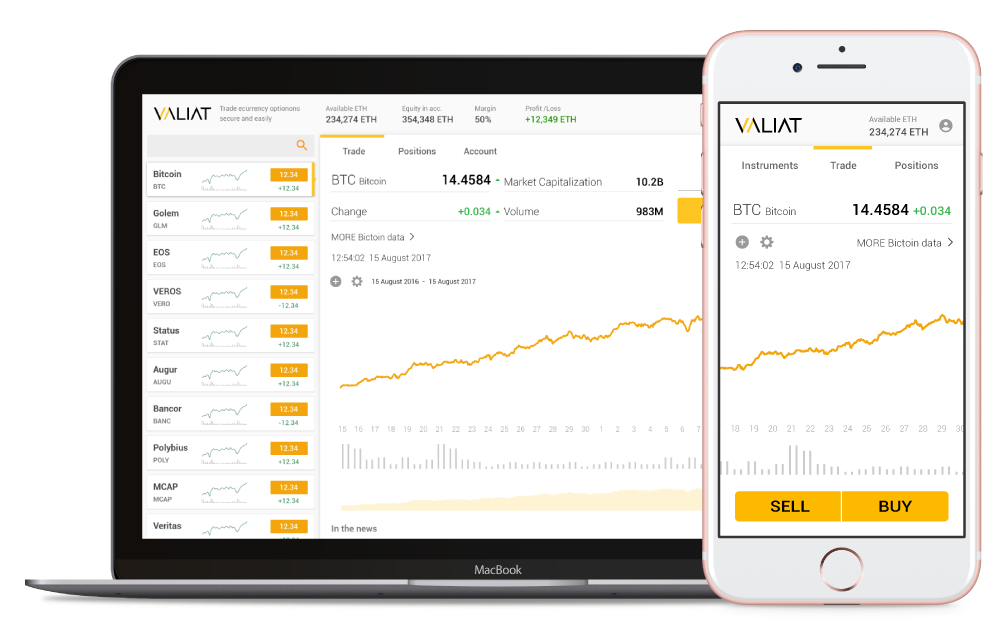 VALIAT
Trade ecurrency optionons
secure and easily
Available ETH
234,274 ETH
Equity in acc.
354,348 ETH
Margin
50%
Profit /Loss
+12,349 ETH
Bitcoin
BTC
12.34
+12.34
Golem
GLM
12.34
+12.34
EOS
EOS
12.34
+12.34
VEROS
VERO
12.34
-12.34
Status
STAT
12.34
+12.34
Augur
AUGU
12.34
+12.34
Bancor
BANC
12.34
-12.34
Polybius
POLY
12.34
+12.34
MCAP
MCAP
12.34
+12.34
Veritas
12.34
Trade Positions Account
BTC Bitcoin 14.4584 Market Capitalization 10.2B
Change +0.034 Volume 983M
MORE Bictoin data >
12:54:02 15 August 2017
15 August 2016 - 15 August 2017
15 16 17 18 19 20 21 22 23 24 25 26 27 28 29 30 1 2 3 4 5 6 7
In the news
MacBook
VALIAT
Available ETH
234,274 ETH
Instruments Trade Positions
BTC Bitcoin 14.4584 +0.034
MORE Bictoin data >
12:54:02 15 August 2017
18 19 20 21 22 23 24 25 26 27 28 29 30
SELL BUY